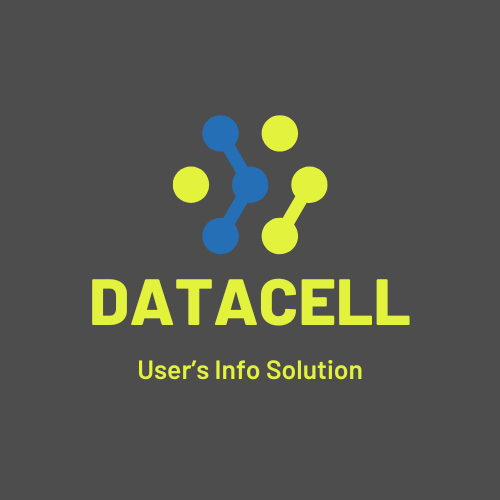 DATACELL
User’s Info Solution